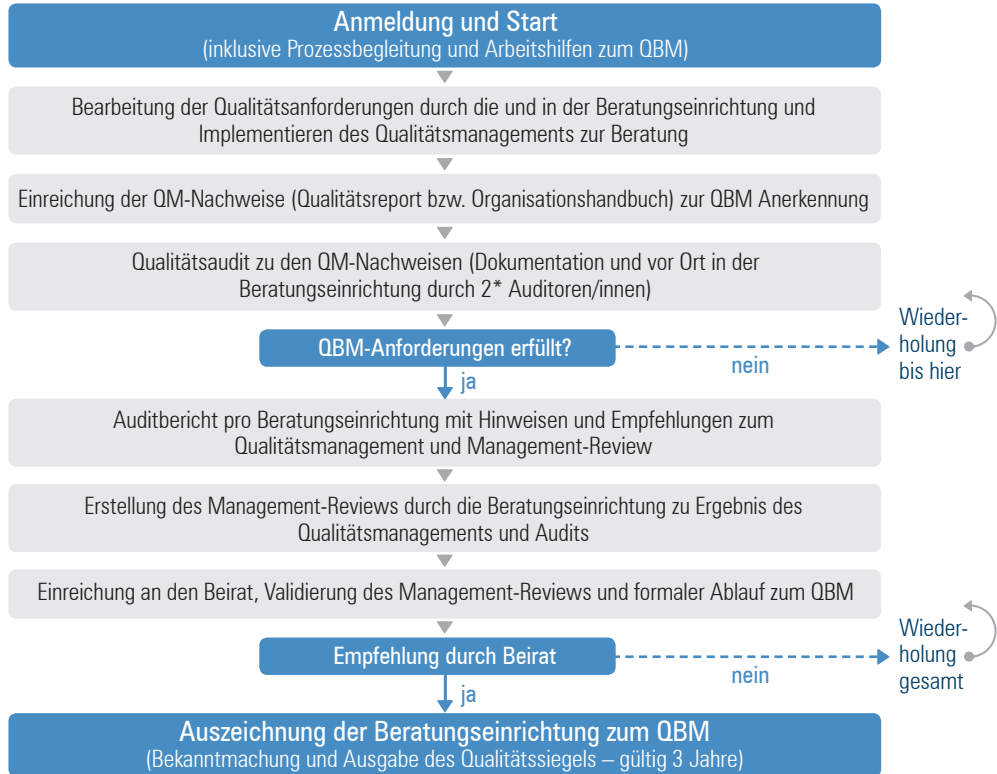 Anmeldung und Start
(inklusive Prozessbegleitung und Arbeitshilfen zum QBM)
Bearbeitung der Qualitätsanforderungen durch die und in der Beratungseinrichtung und
Implementieren des Qualitätsmanagements zur Beratung
Einreichung der QM-Nachweise (Qualitätsreport bzw. Organisationshandbuch) zur QBM Anerkennung
Qualitätsaudit zu den QM-Nachweisen (Dokumentation und vor Ort in der
Beratungseinrichtung durch 2* Auditoren/innen)
QBM-Anforderungen erfüllt?
nein
Wieder-
holung
bis hier
ja
Auditbericht pro Beratungseinrichtung mit Hinweisen und Empfehlungen zum
Qualitätsmanagement und Management-Review
Erstellung des Management-Reviews durch die Beratungseinrichtung zu Ergebnis des
Qualitätsmanagements und Audits
Einreichung an den Beirat, Validierung des Management-Reviews und formaler Ablauf zum QBM
Empfehlung durch Beirat
nein
Wieder-
holung
gesamt
ja
Auszeichnung der Beratungseinrichtung zum QBM
(Bekanntmachung und Ausgabe des Qualitätssiegels – gültig 3 Jahre)